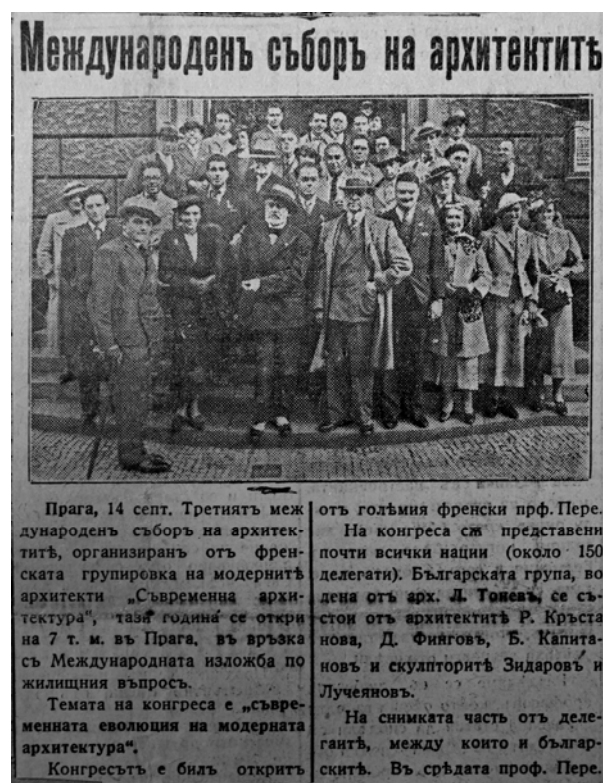 Международенъ съборъ на архитектитѣ
Прага, 14 септ. Третиятъ меж
дународенъ съборъ на архитек-
титѣ, организиранъ отъ френ-
ската групировка на модернитѣ
архитекти „Съвременна архи-
тектура“, тази година се откри
на 7 т. м. въ Прага, въ връзка
съ Международната изложба по
жилищния въпросъ.
Темата на конгреса е „съвре-
менната еволюция на модерната
архитектура“.
Конгресътъ е билъ откритъ
отъ голѣмия френски прф. Пере.
На конгреса сѫ представени
почти всички нации (около 150
делегати). Българската група, во
дена отъ арх. Л. Тоневъ, се съ-
стои отъ архитектитѣ Р. Кръста
нова, Д. Финговъ, Б. Капита-
новъ и скулпторитѣ Зидаровъ и
Лучеяновъ.
На снимката часть отъ деле-
гаитѣ, между които и българ-
скитѣ. Въ срѣдата проф. Пере.